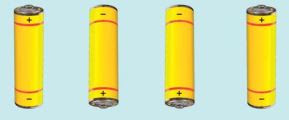 + − − +
− + + −